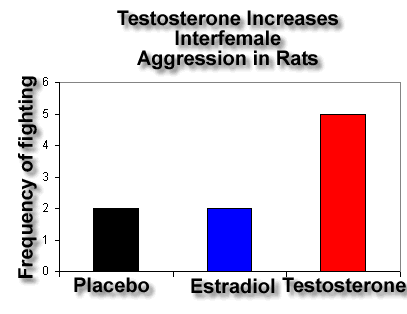 Testosterone Increases
Interfemale
Aggression in Rats
Frequency of fighting
6
5
4
3
2
1
0
Placebo
Estradiol
Testosterone